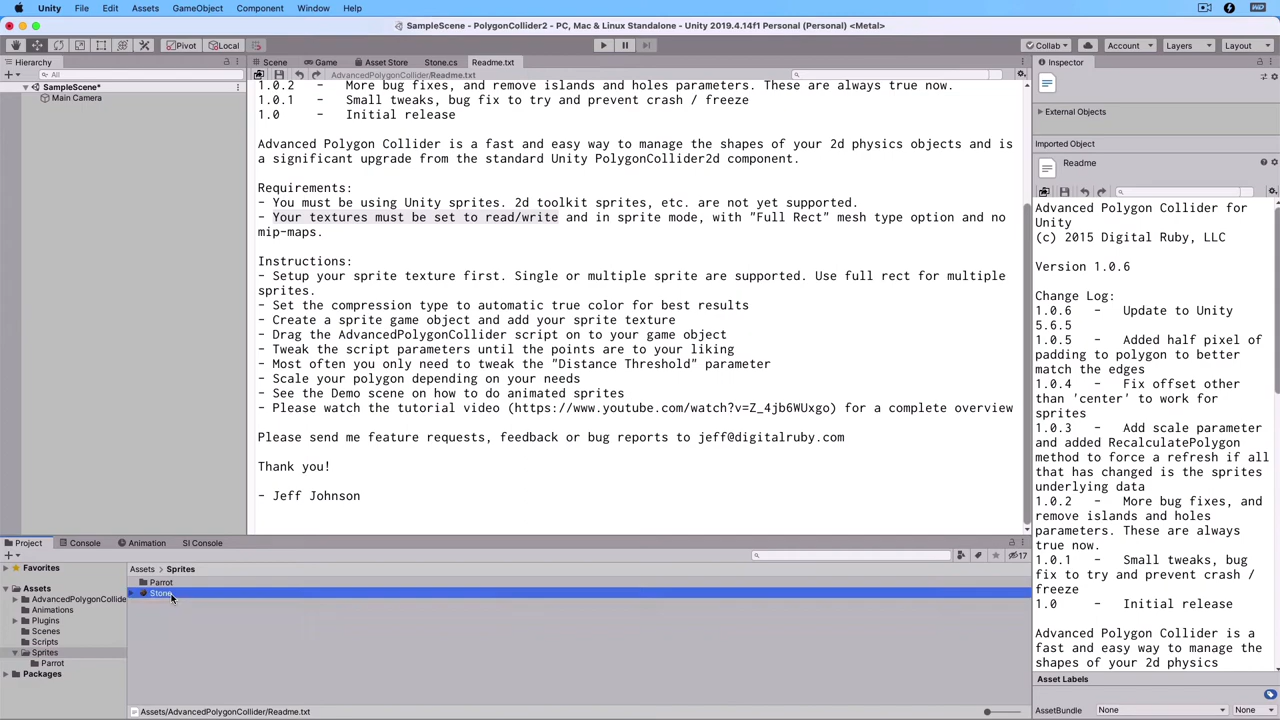 Unity File Edit Assets GameObject Component Window Help
SampleScene - PolygonCollider2 - PC, Mac & Linux Standalone - Unity 2019.4.14f1 Personal (Personal) <Metal>
Pivot Local Collab Account Layers Layout
Hierarchy Scene Game Asset Store Stone.cs Readme.txt Inspector
All
AdvancedPolygonCollider/Readme.txt
SampleScene*
Main Camera
1.0.2 - More bug fixes, and remove islands and holes parameters. These are always true now.
1.0.1 - Small tweaks, bug fix to try and prevent crash / freeze
1.0 - Initial release
Advanced Polygon Collider is a fast and easy way to manage the shapes of your 2d physics objects and is
a significant upgrade from the standard Unity PolygonCollider2d component.
Requirements:
- You must be using Unity sprites. 2d toolkit sprites, etc. are not yet supported.
- Your textures must be set to read/write and in sprite mode, with "Full Rect" mesh type option and no
mip-maps.
Instructions:
- Setup your sprite texture first. Single or multiple sprite are supported. Use full rect for multiple
sprites.
- Set the compression type to automatic true color for best results
- Create a sprite game object and add your sprite texture
- Drag the AdvancedPolygonCollider script on to your game object
- Tweak the script parameters until the points are to your liking
- Most often you only need to tweak the "Distance Threshold" parameter
- Scale your polygon depending on your needs
- See the Demo scene on how to do animated sprites
- Please watch the tutorial video (https://www.youtube.com/watch?v=Z_4jb6WUxgo) for a complete overview
Please send me feature requests, feedback or bug reports to jeff@digitalruby.com
Thank you!
- Jeff Johnson
External Objects
Imported Object
Readme
Advanced Polygon Collider for
Unity
(c) 2015 Digital Ruby, LLC
Version 1.0.6
Change Log:
1.0.6 - Update to Unity
5.6.5
1.0.5 - Added half pixel of
padding to polygon to better
match the edges
1.0.4 - Fix offset other
than 'center' to work for
sprites
1.0.3 - Add scale parameter
and added RecalculatePolygon
method to force a refresh if all
that has changed is the sprites
underlying data
1.0.2 - More bug fixes, and
remove islands and holes
parameters. These are always
true now.
1.0.1 - Small tweaks, bug
fix to try and prevent crash /
freeze
1.0 - Initial release
Advanced Polygon Collider is a
fast and easy way to manage the
shapes of your 2d physics
Asset Labels
AssetBundle None None
Project Console Animation SI Console
17
Favorites
Assets
AdvancedPolygonCollide
Animations
Plugins
Scenes
Scripts
Sprites
Parrot
Packages
Assets > Sprites
Parrot
Stone
Assets/AdvancedPolygonCollider/Readme.txt